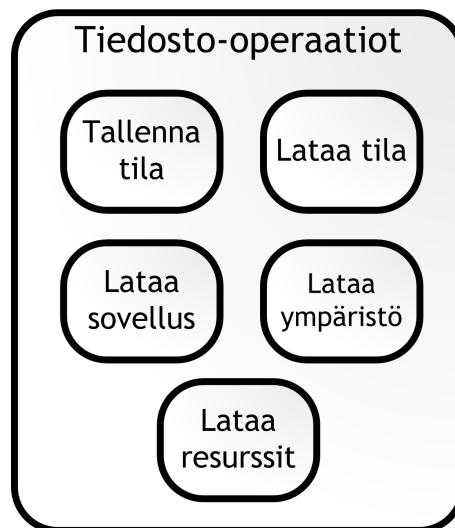 Tiedosto-operaatiot
Tallenna
tila
Lataa tila
Lataa
sovellus
Lataa
ympäristö
Lataa
resurssit